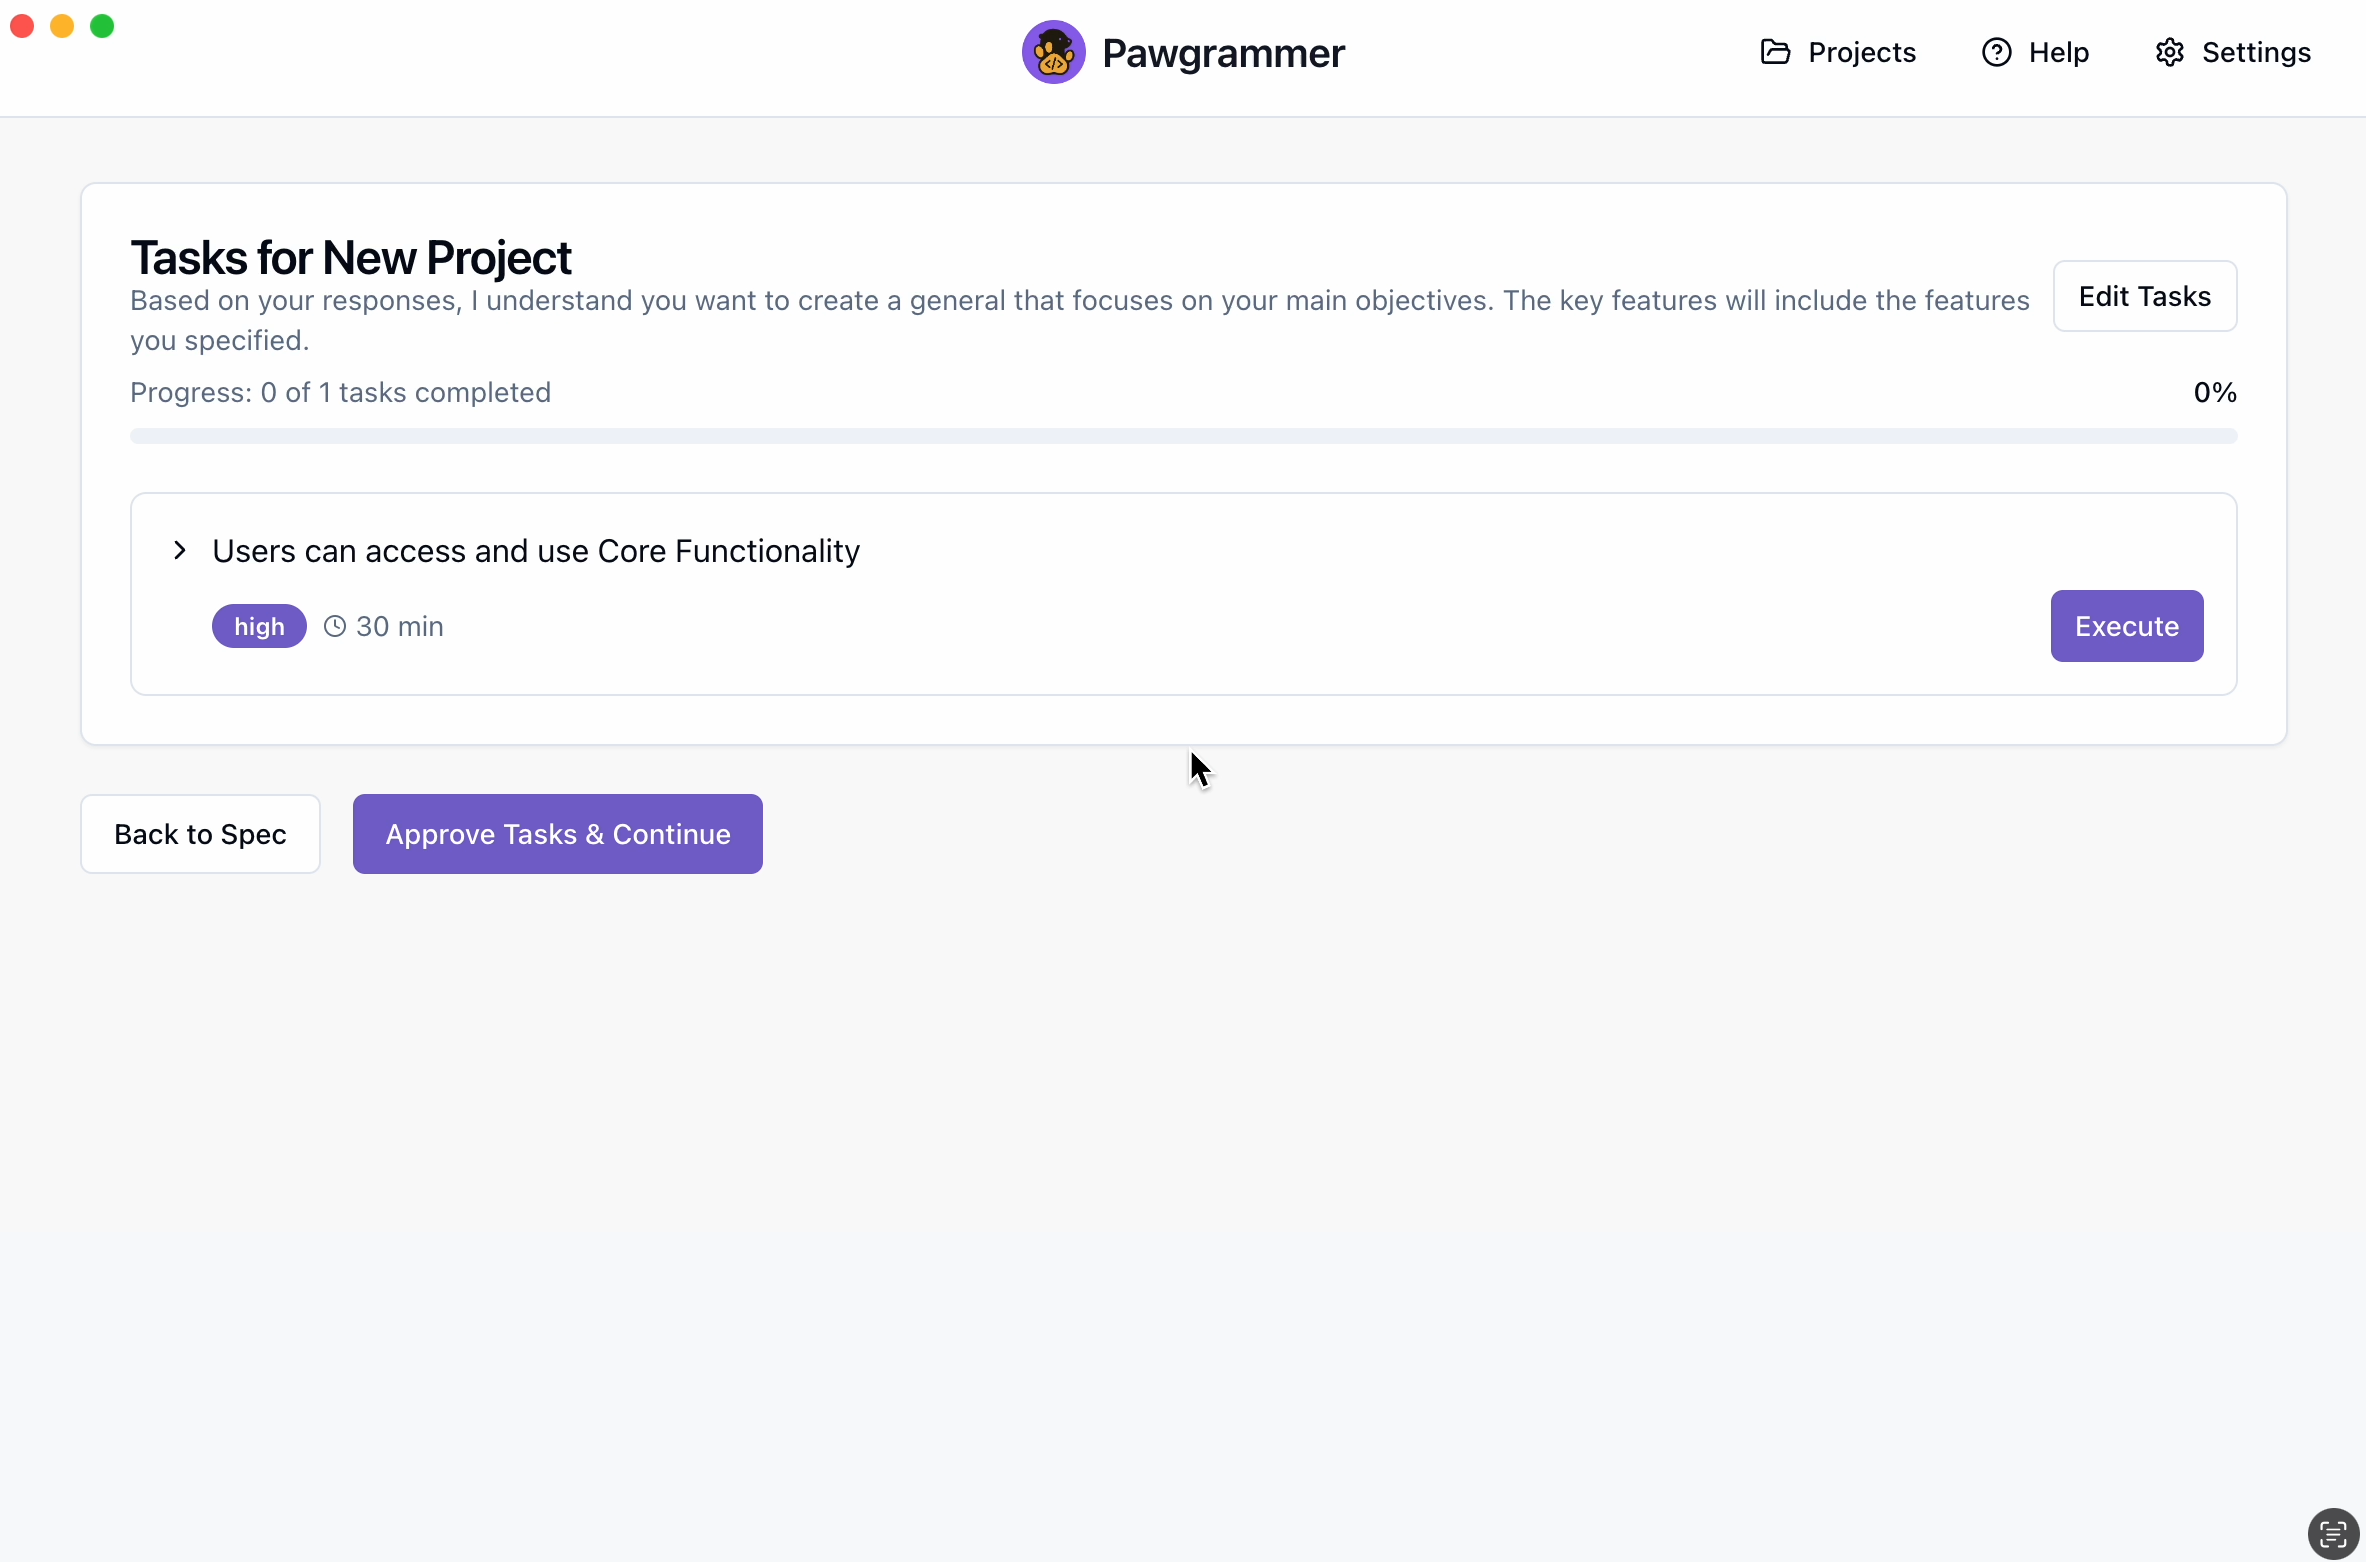 Pawgrammer
Projects
Help
Settings
Tasks for New Project
Based on your responses, I understand you want to create a general that focuses on your main objectives. The key features will include the features
you specified.
Edit Tasks
Progress: 0 of 1 tasks completed
0%
Users can access and use Core Functionality
high
30 min
Execute
Back to Spec
Approve Tasks & Continue